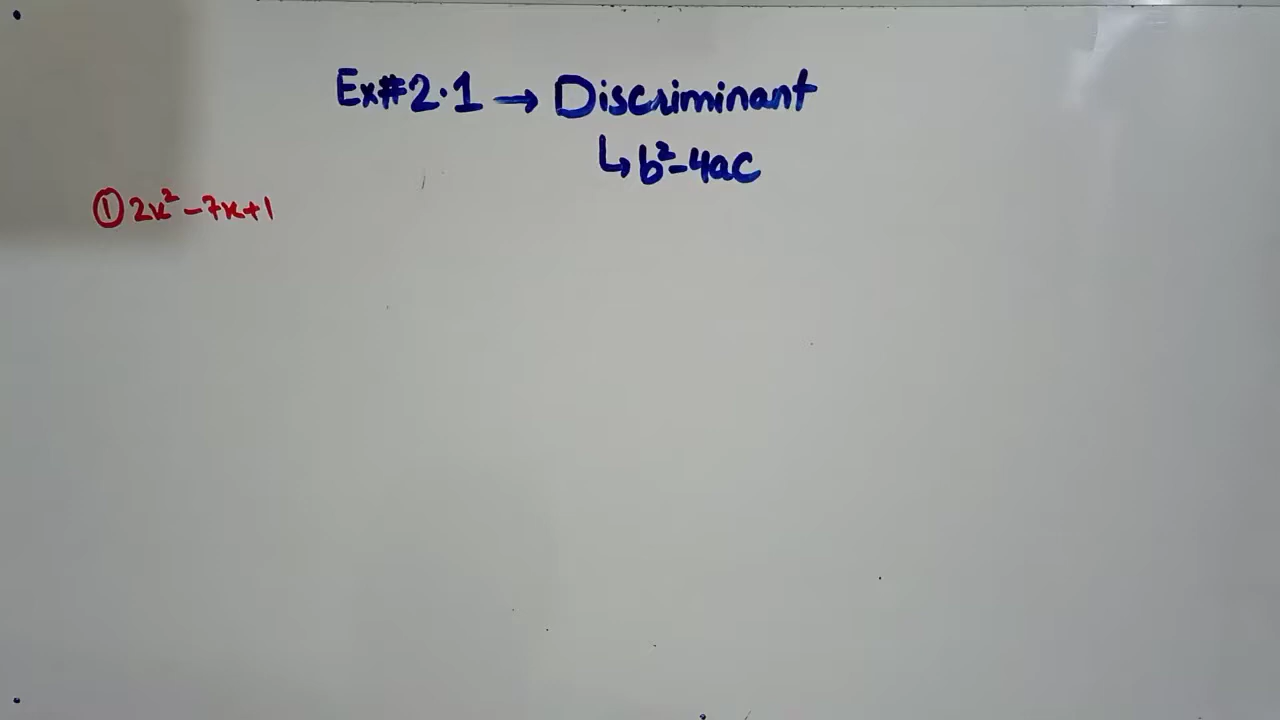 Ex#2.1 → Discriminant
↳ b²-4ac
① 2x²-7x+1